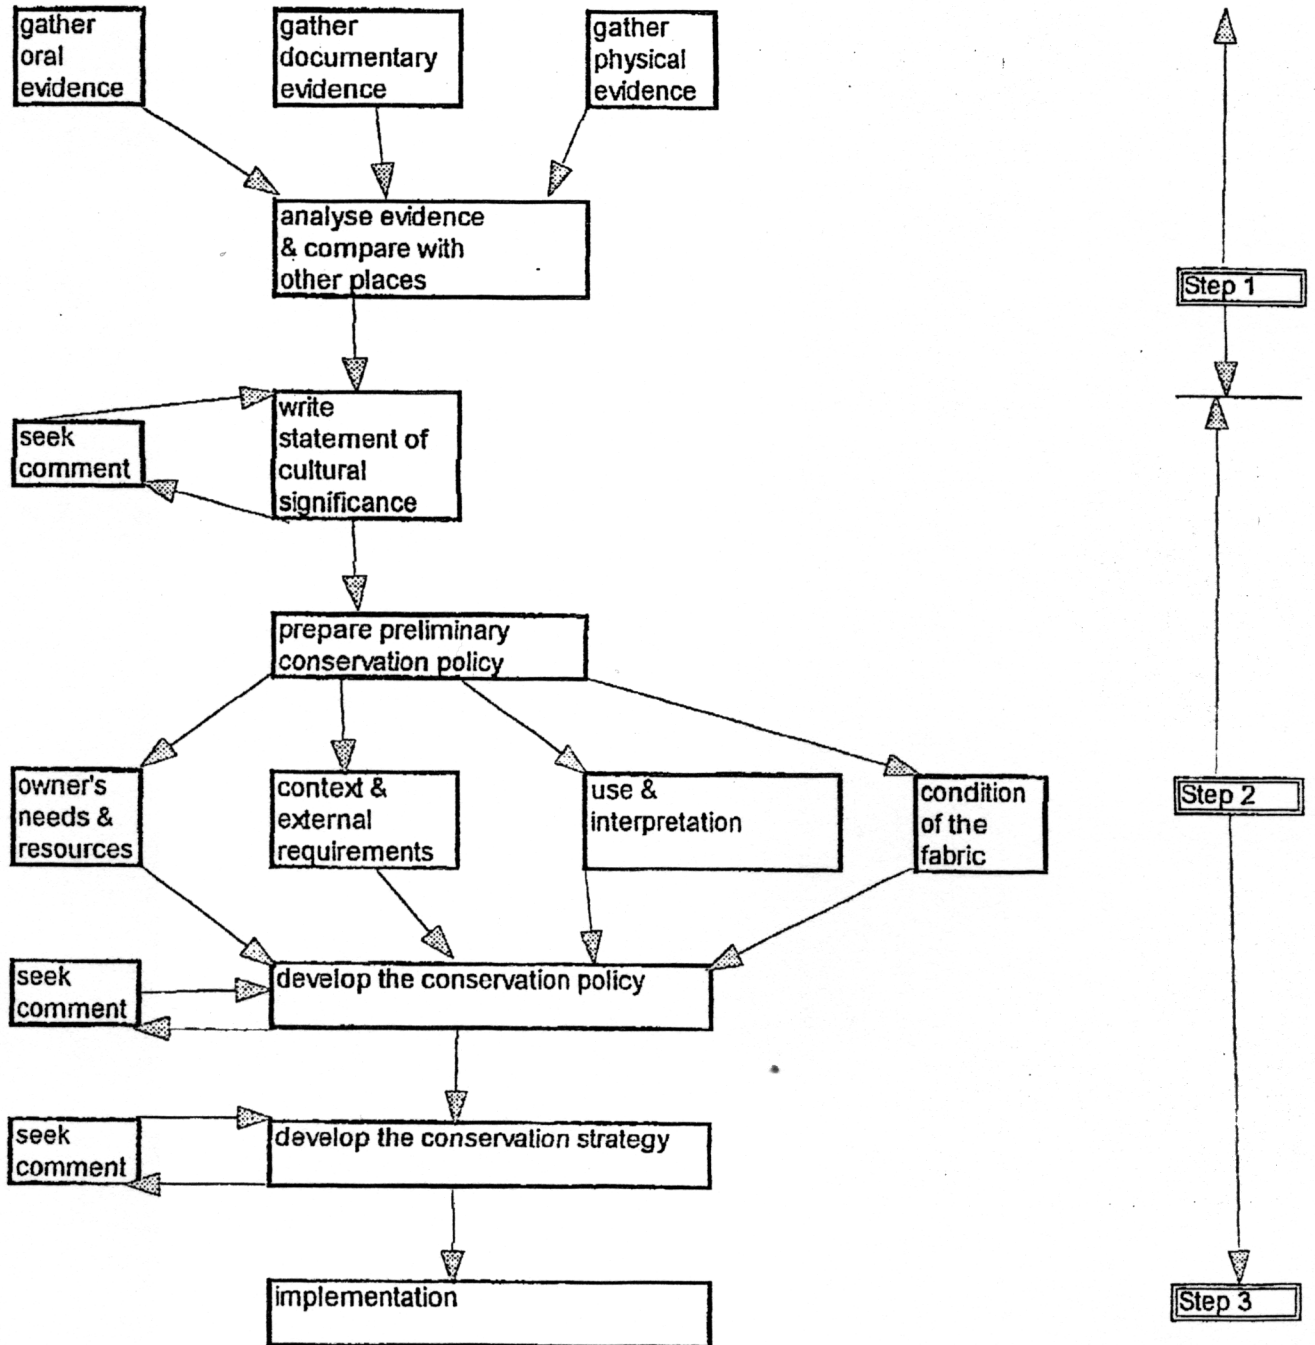 gather
oral
evidence
gather
documentary
evidence
gather
physical
evidence
analyse evidence
& compare with
other places
Step 1
write
statement of
cultural
significance
seek
comment
prepare preliminary
conservation policy
owner's
needs &
resources
context &
external
requirements
use &
interpretation
condition
of the
fabric
Step 2
seek
comment
develop the conservation policy
seek
comment
develop the conservation strategy
implementation
Step 3